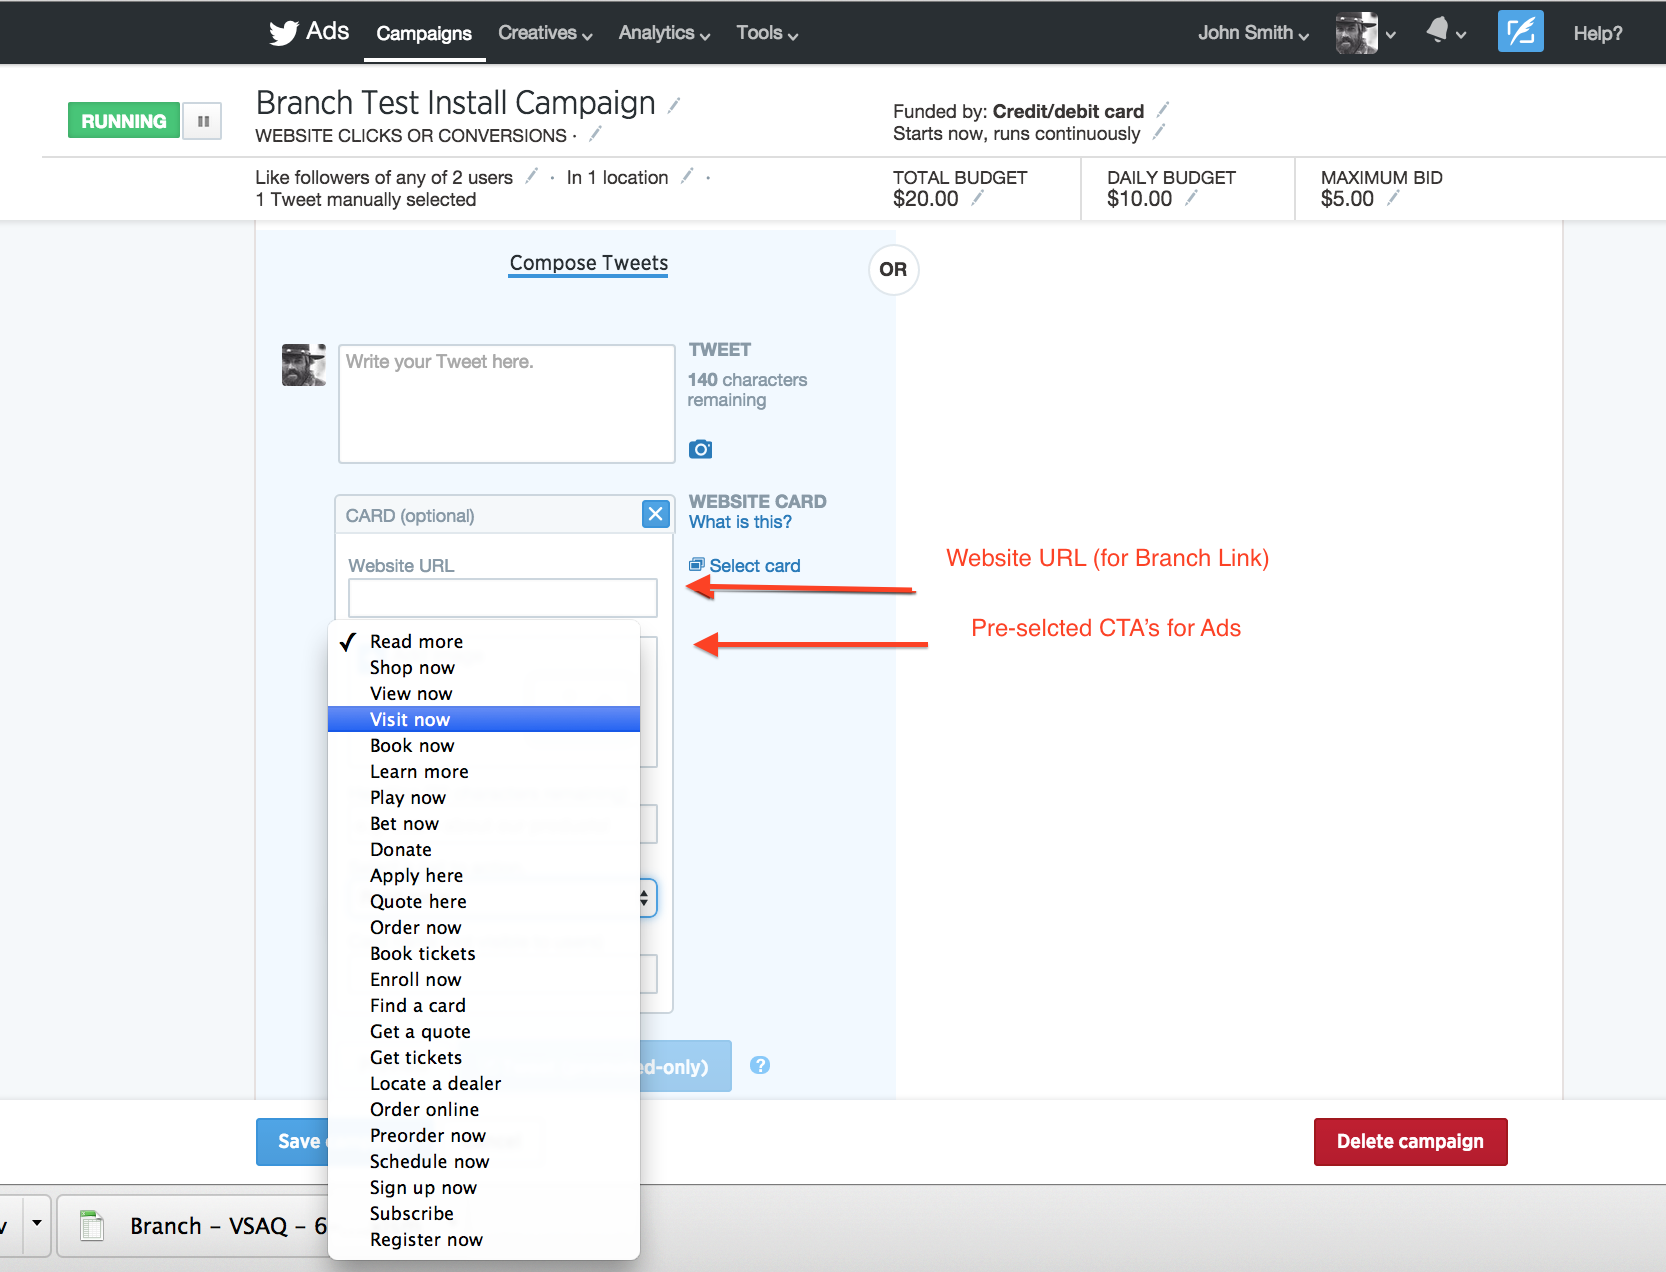 Ads Campaigns Creatives Analytics Tools John Smith Help?
RUNNING
Branch Test Install Campaign
WEBSITE CLICKS OR CONVERSIONS ·
Funded by: Credit/debit card
Starts now, runs continuously
Like followers of any of 2 users · In 1 location ·
1 Tweet manually selected
TOTAL BUDGET
$20.00
DAILY BUDGET
$10.00
MAXIMUM BID
$5.00
Compose Tweets
OR
Write your Tweet here.
TWEET
140 characters
remaining
CARD (optional)
WEBSITE CARD
What is this?
Website URL
Select card
Website URL (for Branch Link)
Pre-selcted CTA's for Ads
✓ Read more
Shop now
View now
Visit now
Book now
Learn more
Play now
Bet now
Donate
Apply here
Quote here
Order now
Book tickets
Enroll now
Find a card
Get a quote
Get tickets
Locate a dealer
Order online
Preorder now
Schedule now
Sign up now
Subscribe
Register now
ed-only)
?
Save
Delete campaign
Branch – VSAQ – 6